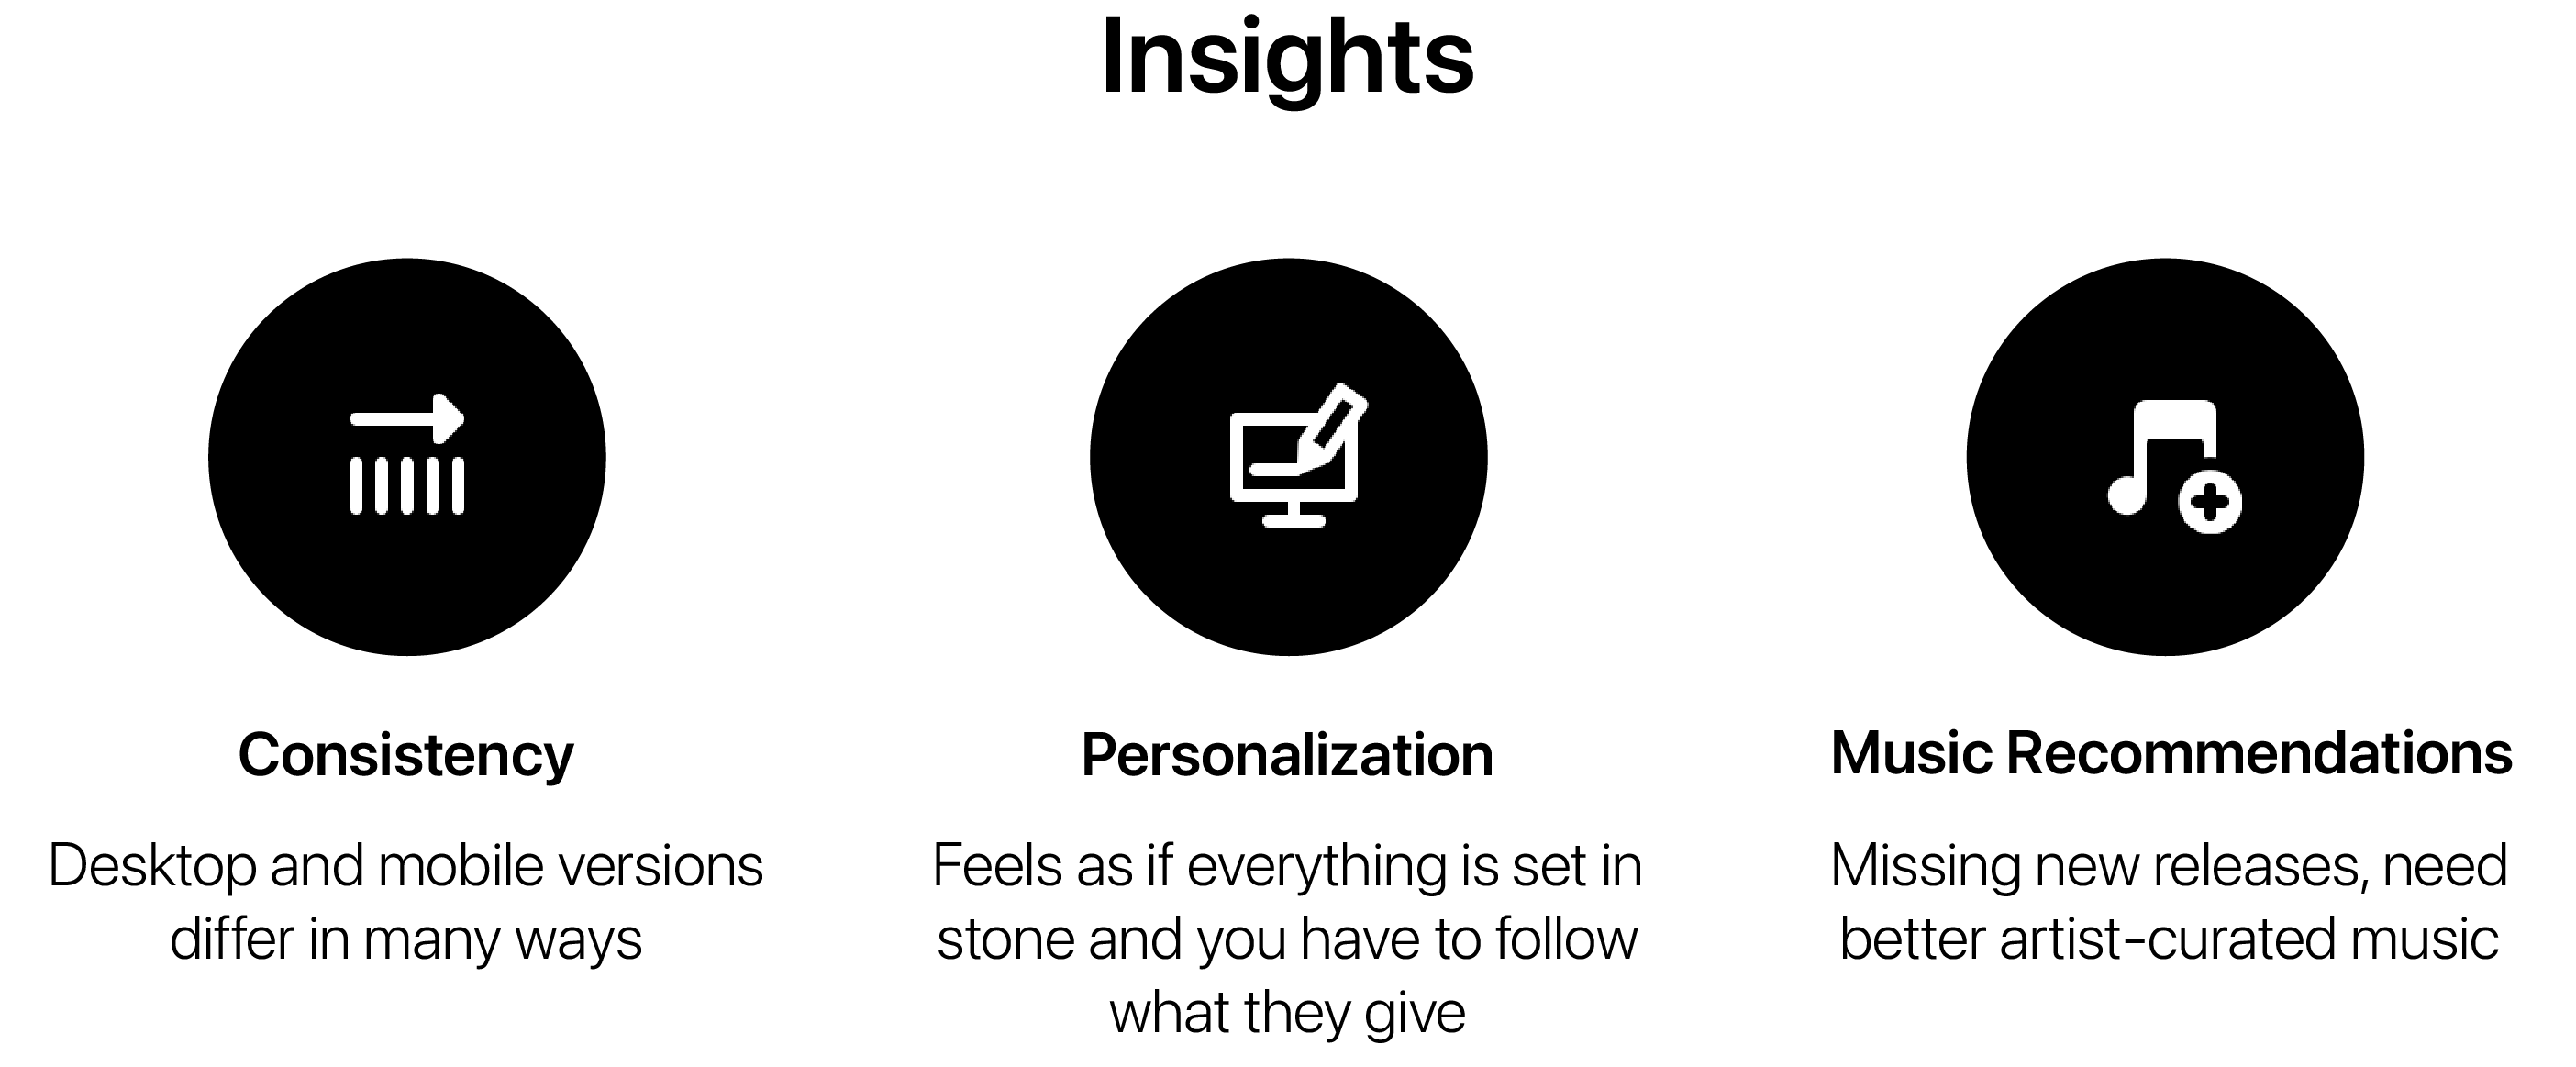 Insights
Consistency
Desktop and mobile versions
differ in many ways
Personalization
Feels as if everything is set in
stone and you have to follow
what they give
Music Recommendations
Missing new releases, need
better artist-curated music